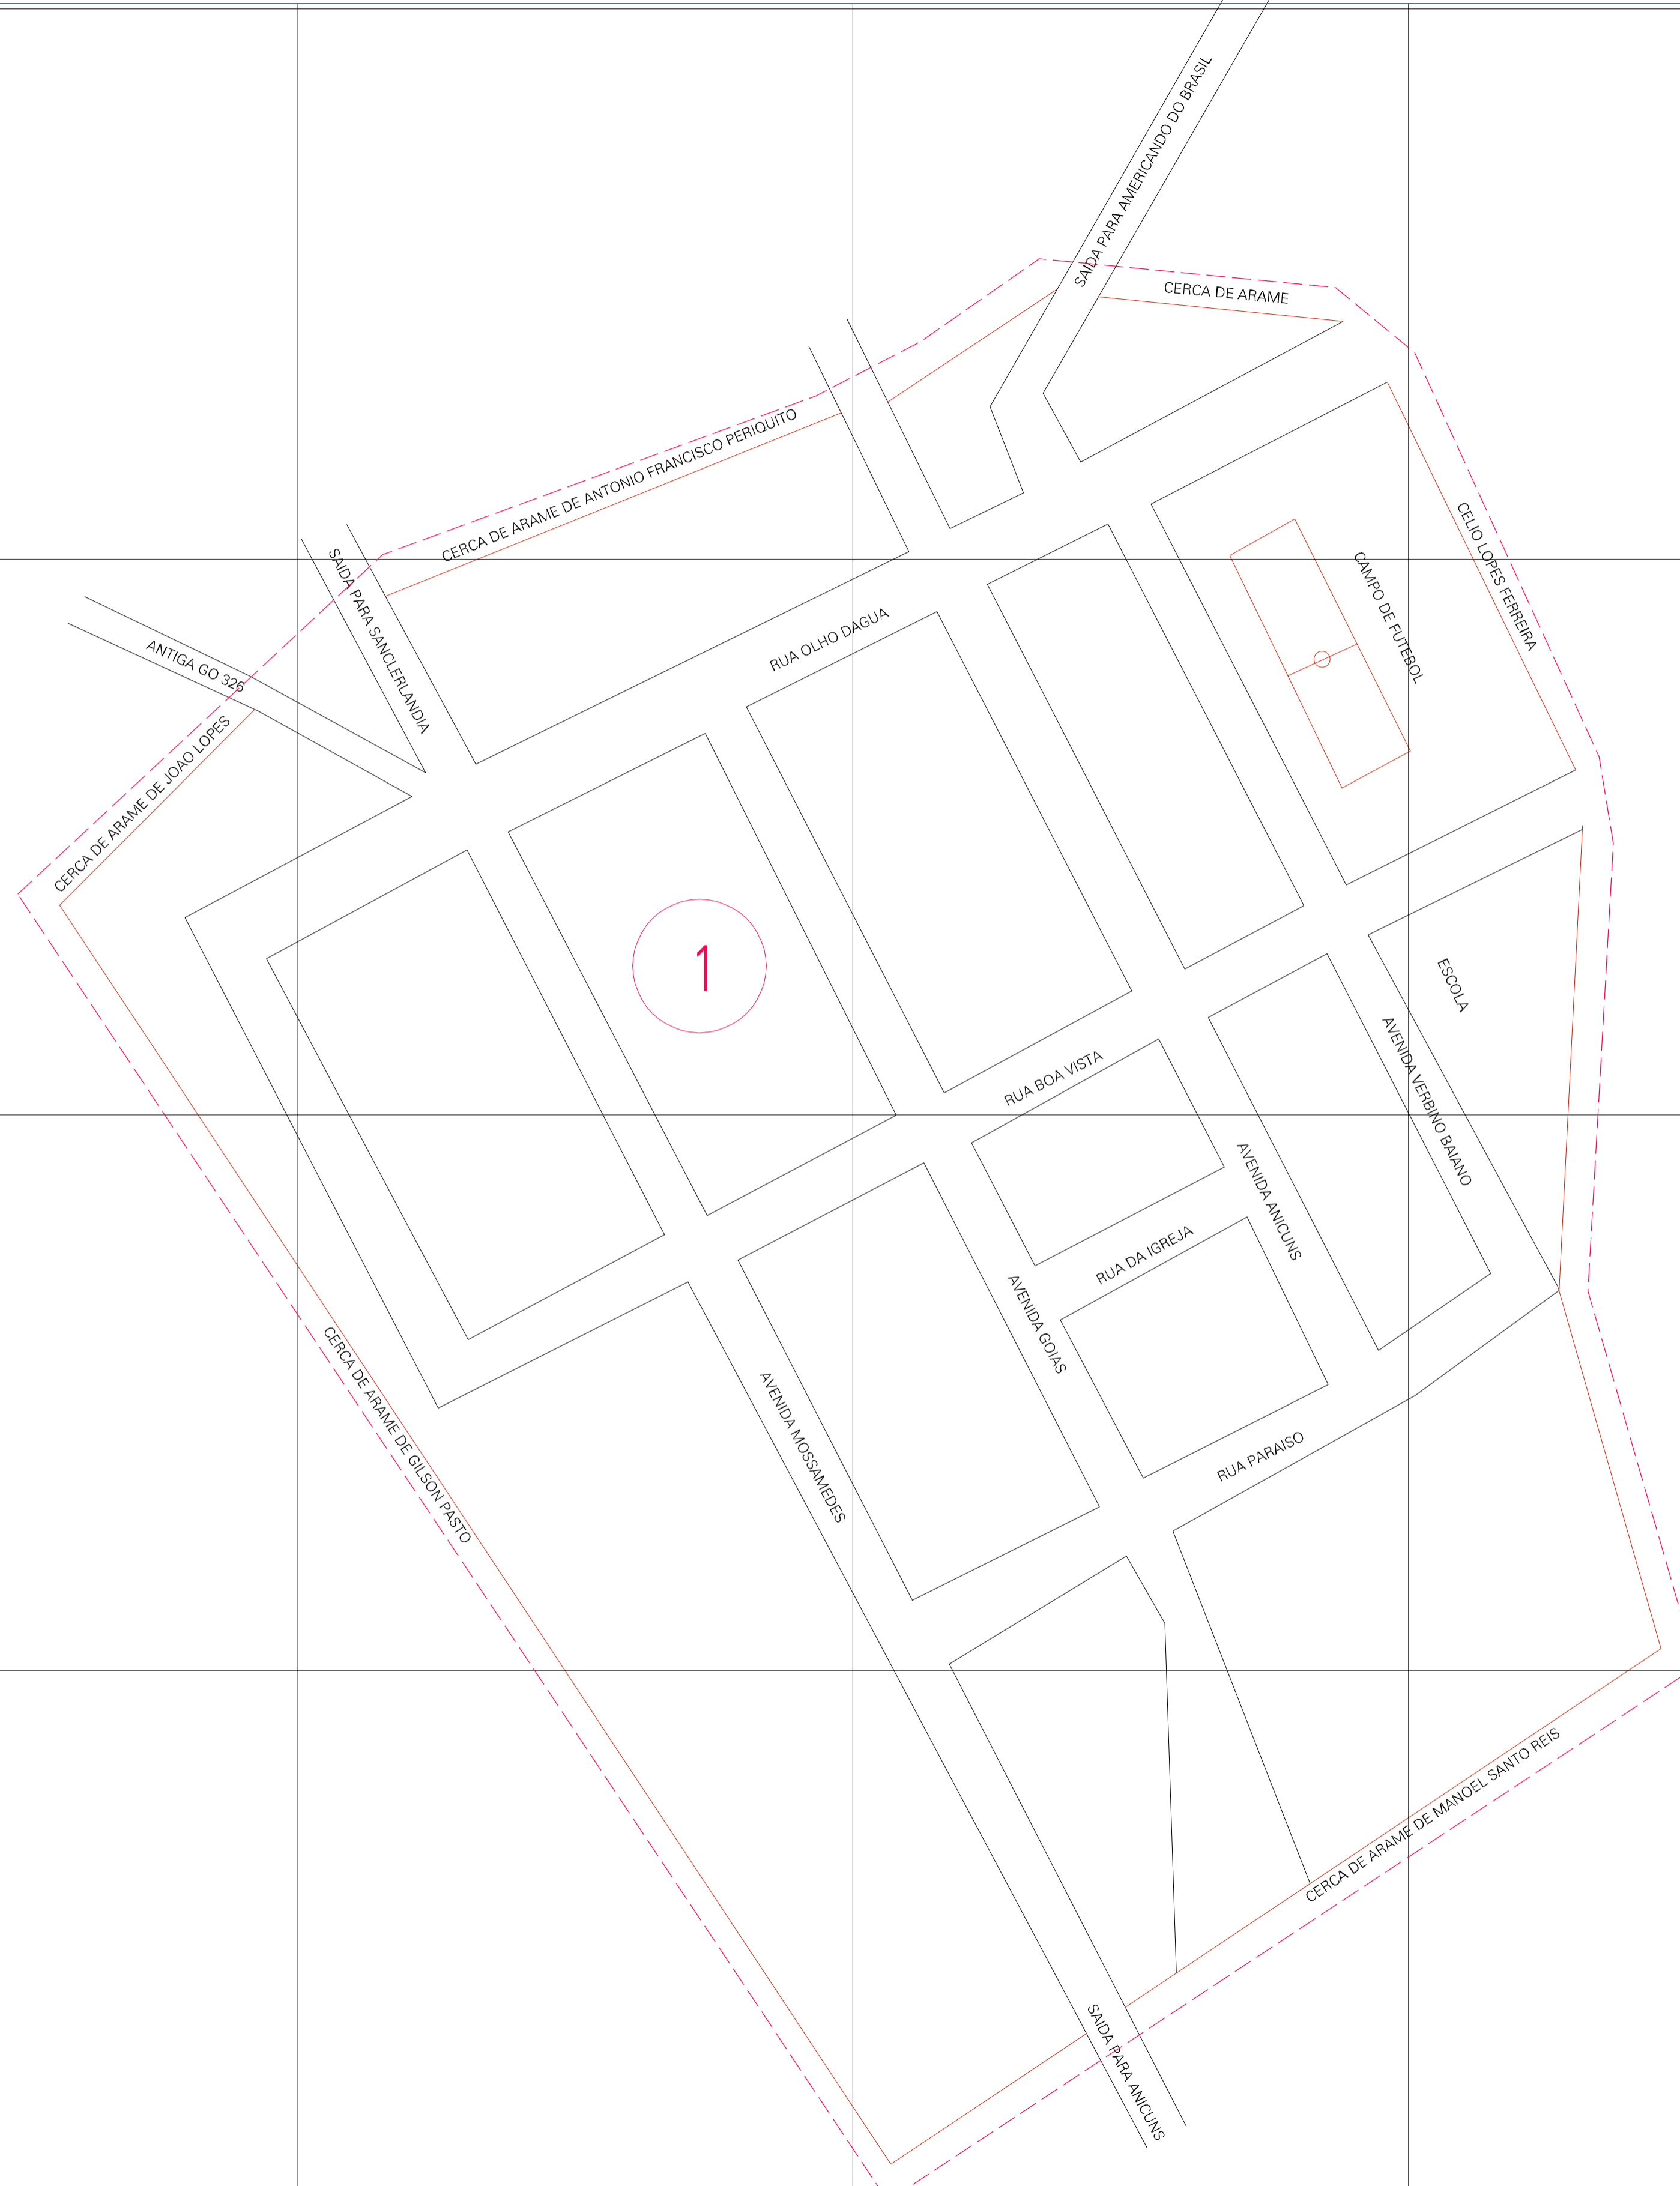 SAIDA PARA AMERICANDO DO BRASIL
CERCA DE ARAME
CERCA DE ARAME DE ANTONIO FRANCISCO PERIQUITO
SAIDA PARA SANCLERLANDIA
CELIO LOPES FERREIRA
CAMPO DE FUTEBOL
RUA OLHO DAGUA
ANTIGA GO 326
CERCA DE ARAME DE JOAO LOPES
1
ESCOLA
AVENIDA VERBINO BAIANO
RUA BOA VISTA
AVENIDA ANICUNS
RUA DA IGREJA
AVENIDA GOIAS
CERCA DE ARAME DE GILSON PASTO
AVENIDA MOSSAMEDES
RUA PARAISO
CERCA DE ARAME DE MANOEL SANTO REIS
SAIDA PARA ANICUNS